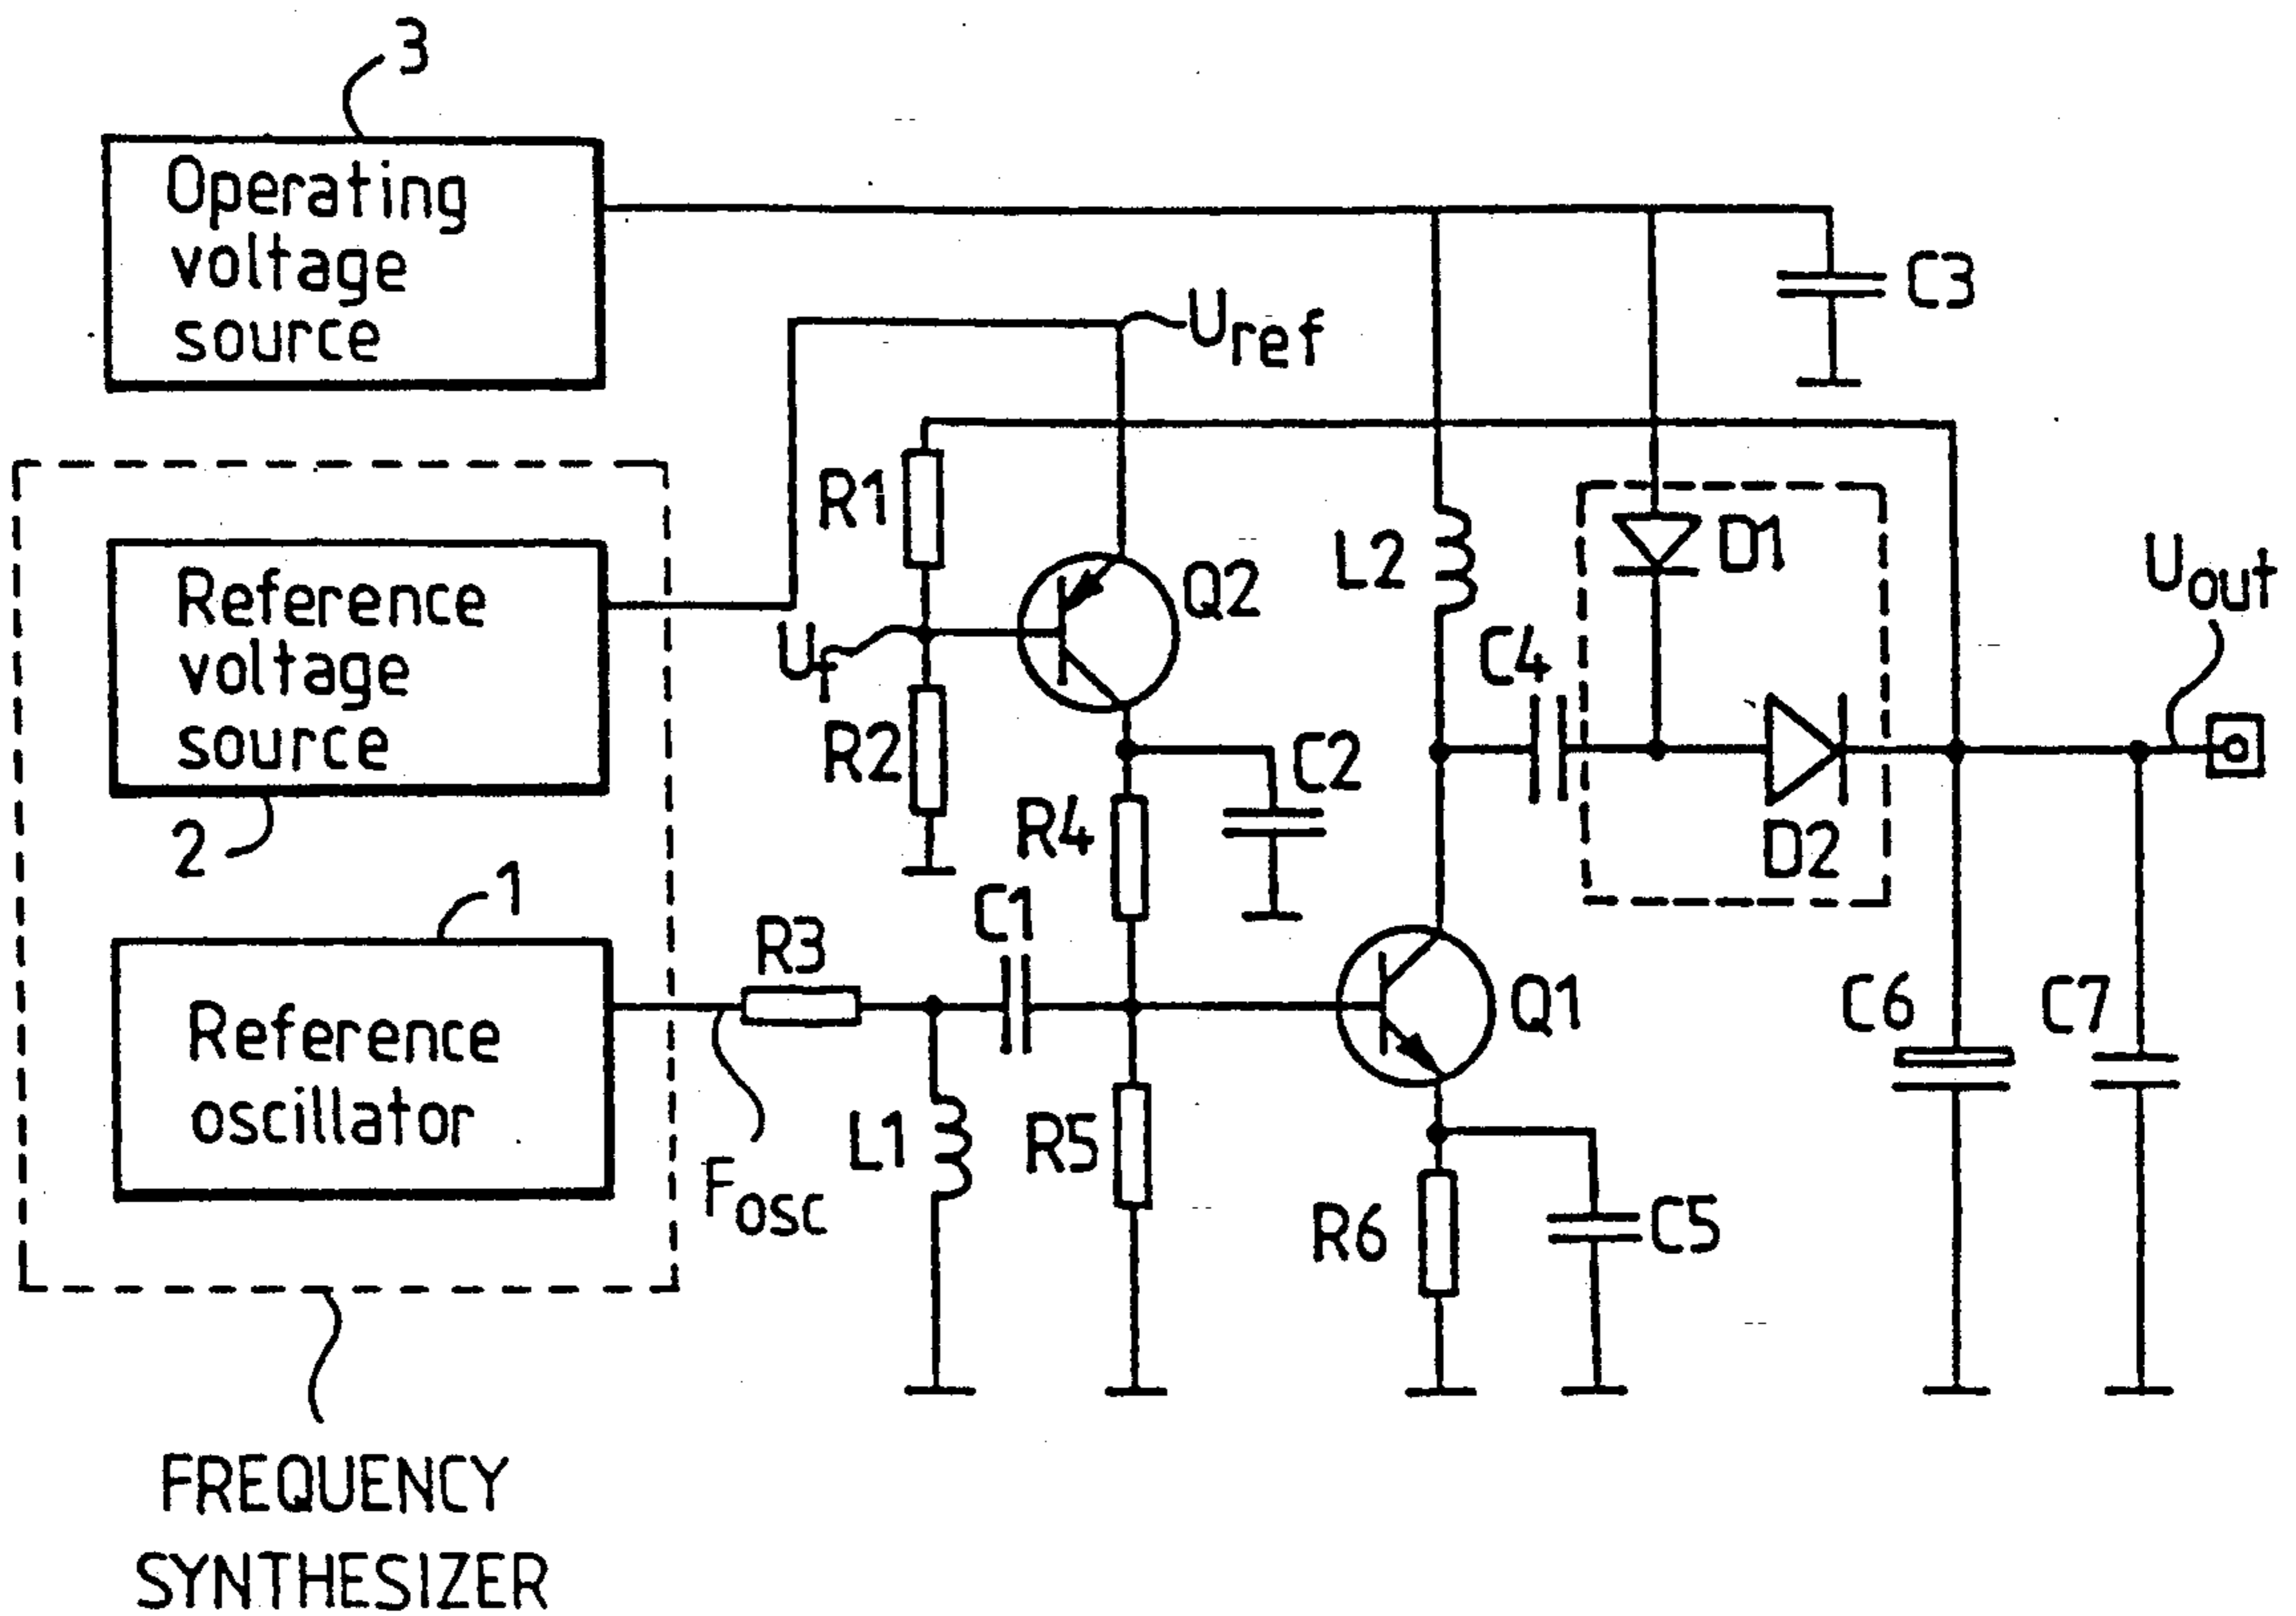 3
Operating
voltage
source
C3
Uref
R1
Q2
L2
D1
Uout
Reference
voltage
source
Uf
C4
R2
C2
2
R4
D2
1
C1
R3
Reference
oscillator
Q1
C6
C7
L1
R5
Fosc
R6
C5
FREQUENCY
SYNTHESIZER